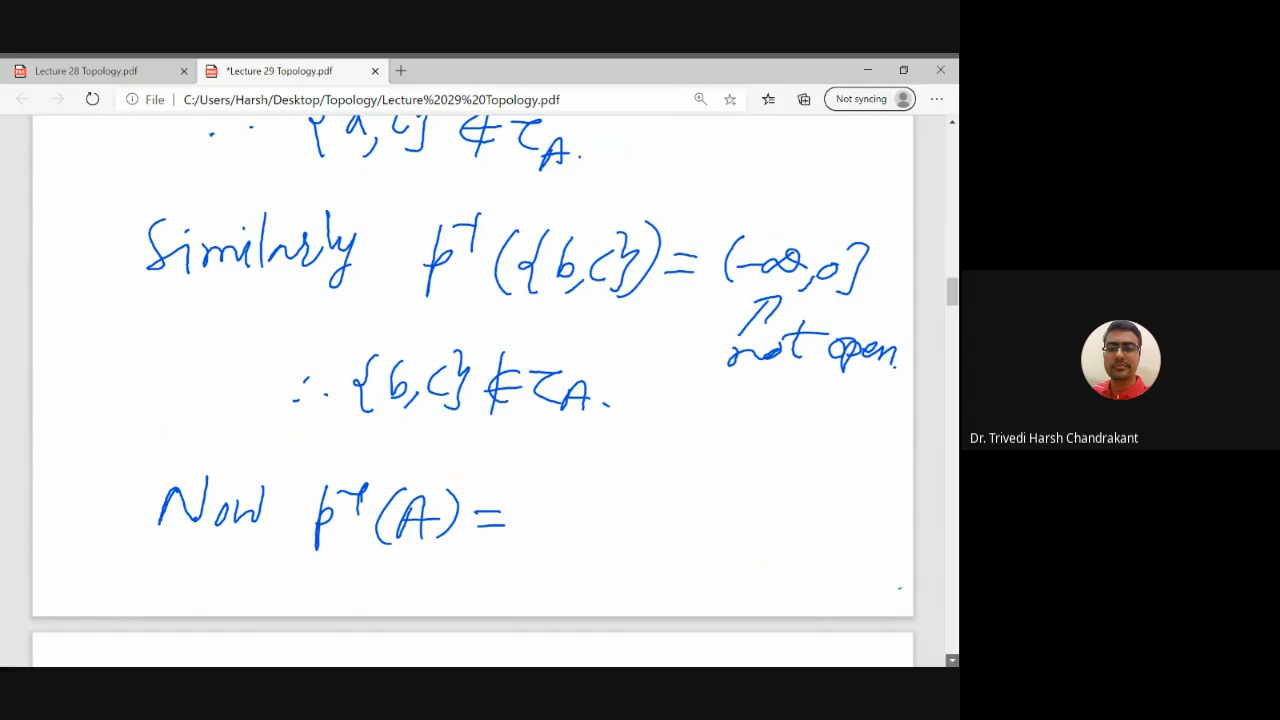 Lecture 28 Topology.pdf
*Lecture 29 Topology.pdf
File | C:/Users/Harsh/Desktop/Topology/Lecture%2029%20Topology.pdf
Not syncing
∴ {a, c} ∉ τ_A.
Similarly p⁻¹({b,c}) = (-∞,0]
not open.
∴ {b,c} ∉ τ_A.
Now p⁻¹(A) =
Dr. Trivedi Harsh Chandrakant